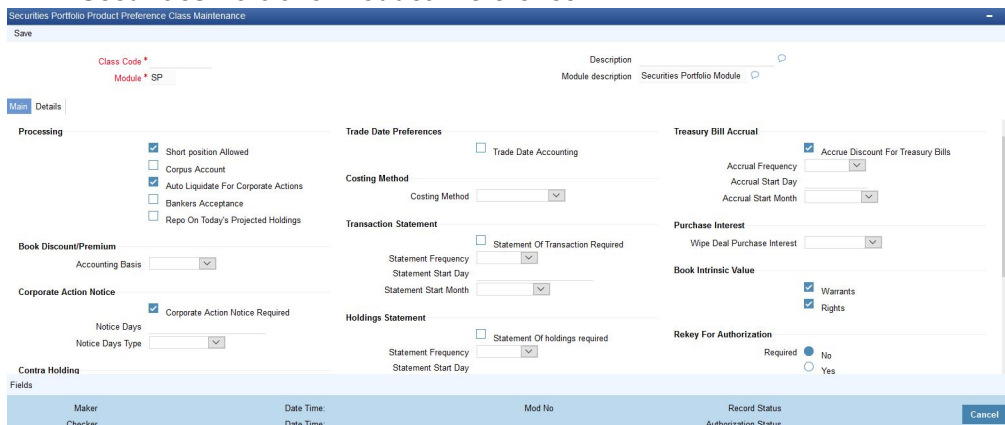 Securities Portfolio Product Preference Class Maintenance
Save
Class Code *
Description
Module * SP
Module description Securities Portfolio Module
Main Details
Processing
Short position Allowed
Corpus Account
Auto Liquidate For Corporate Actions
Bankers Acceptance
Repo On Today's Projected Holdings
Book Discount/Premium
Accounting Basis
Corporate Action Notice
Corporate Action Notice Required
Notice Days
Notice Days Type
Contra Holding
Trade Date Preferences
Trade Date Accounting
Costing Method
Costing Method
Transaction Statement
Statement Of Transaction Required
Statement Frequency
Statement Start Day
Statement Start Month
Holdings Statement
Statement Of holdings required
Statement Frequency
Statement Start Day
Treasury Bill Accrual
Accrue Discount For Treasury Bills
Accrual Frequency
Accrual Start Day
Accrual Start Month
Purchase Interest
Wipe Deal Purchase Interest
Book Intrinsic Value
Warrants
Rights
Rekey For Authorization
Required No
Yes
Fields
Maker Date Time: Mod No Record Status
Checker Date Time: Authorization Status
Cancel